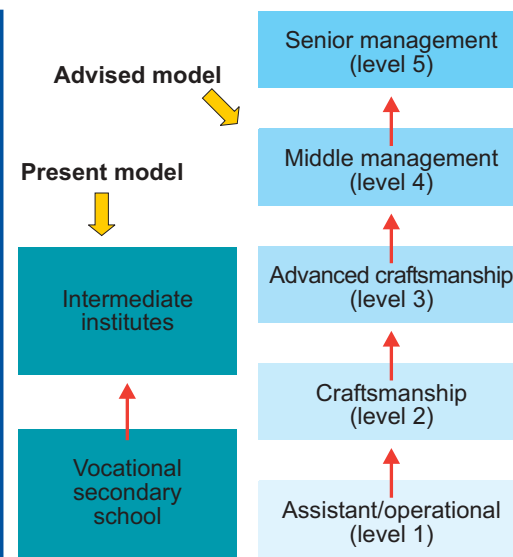 Advised model
Present model
Intermediate
institutes
Vocational
secondary
school
Senior management
(level 5)
Middle management
(level 4)
Advanced craftsmanship
(level 3)
Craftsmanship
(level 2)
Assistant/operational
(level 1)